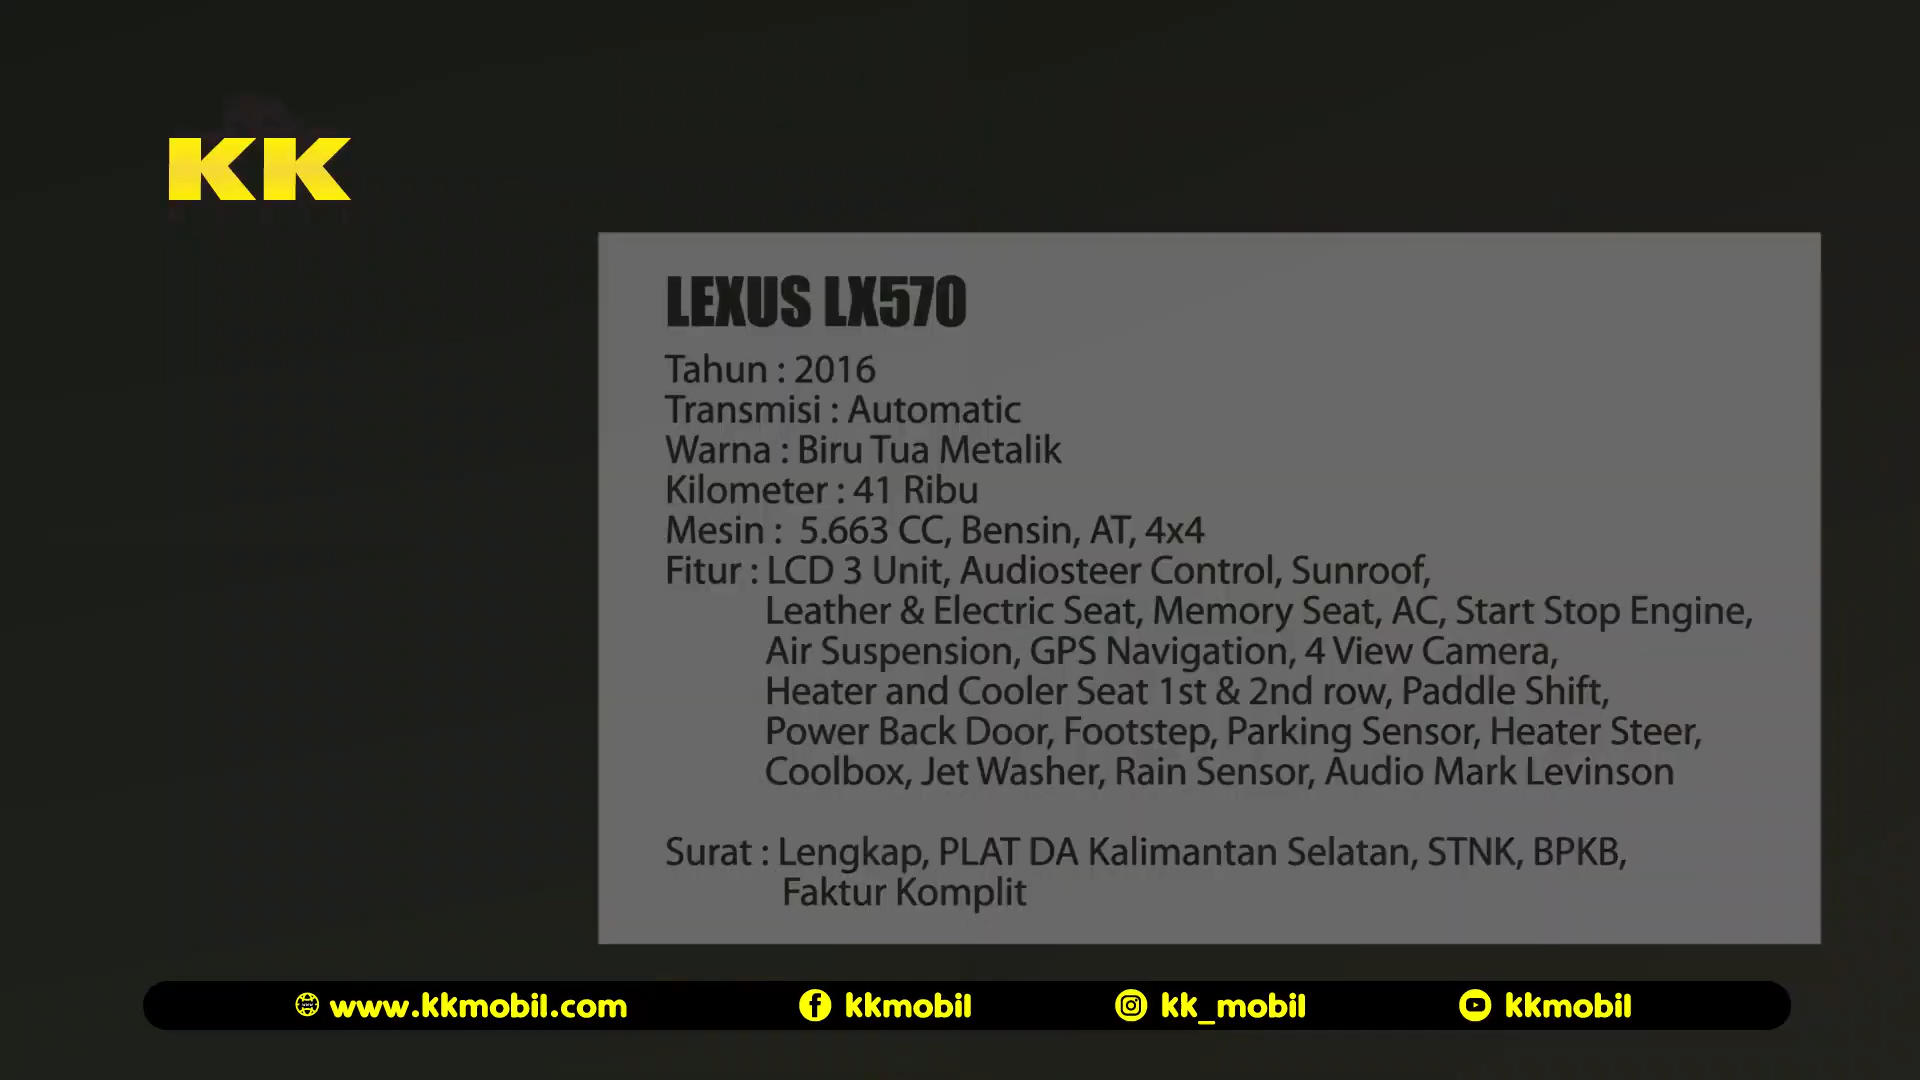 KK
LEXUS LX570
Tahun : 2016
Transmisi : Automatic
Warna : Biru Tua Metalik
Kilometer : 41 Ribu
Mesin :  5.663 CC, Bensin, AT, 4x4
Fitur : LCD 3 Unit, Audiosteer Control, Sunroof,
Leather & Electric Seat, Memory Seat, AC, Start Stop Engine,
Air Suspension, GPS Navigation, 4 View Camera,
Heater and Cooler Seat 1st & 2nd row, Paddle Shift,
Power Back Door, Footstep, Parking Sensor, Heater Steer,
Coolbox, Jet Washer, Rain Sensor, Audio Mark Levinson
Surat : Lengkap, PLAT DA Kalimantan Selatan, STNK, BPKB,
Faktur Komplit
www.kkmobil.com kkmobil kk_mobil kkmobil